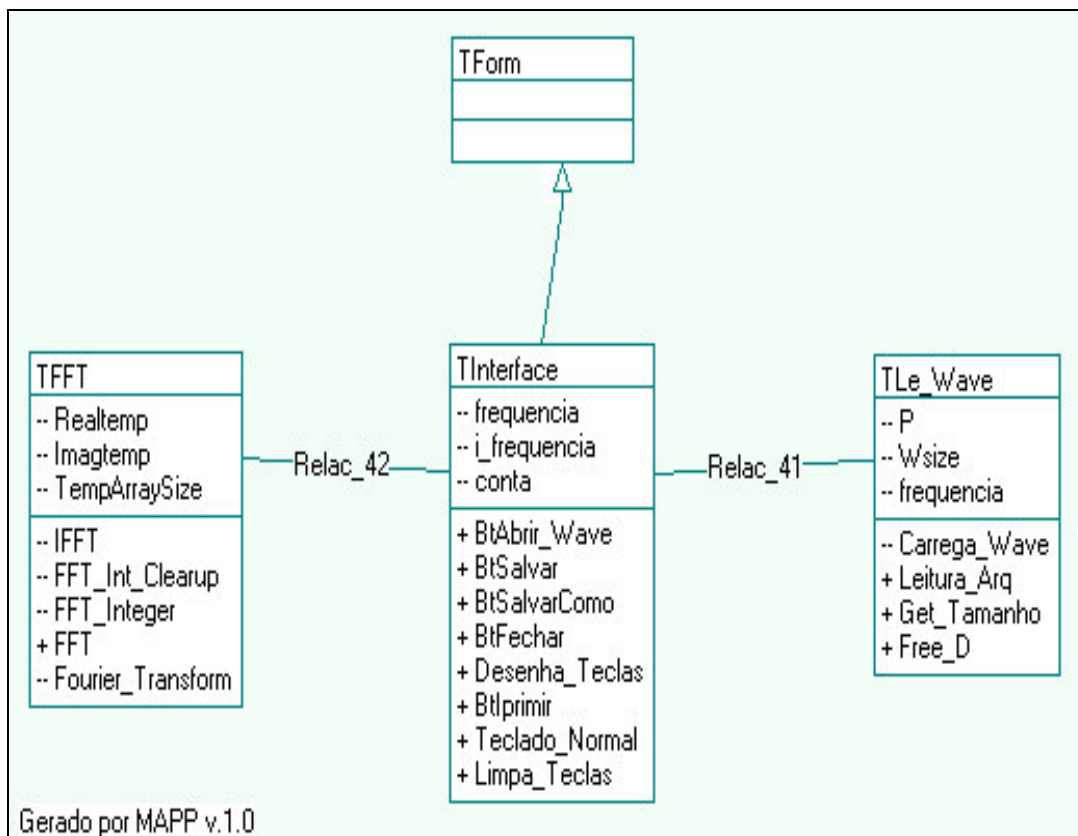 TForm
TFFT
-- Realtemp
-- Imagtemp
-- TempArraySize
-- IFFT
-- FFT_Int_Clearup
-- FFT_Integer
+ FFT
-- Fourier_Transform
Relac_42
TInterface
-- frequencia
-- i_frequencia
-- conta
+ BtAbrir_Wave
+ BtSalvar
+ BtSalvarComo
+ BtFechar
+ Desenha_Teclas
+ BtIprimir
+ Teclado_Normal
+ Limpa_Teclas
Relac_41
TLe_Wave
-- P
-- Wsize
-- frequencia
-- Carrega_Wave
+ Leitura_Arq
+ Get_Tamanho
+ Free_D
Gerado por MAPP v.1.0